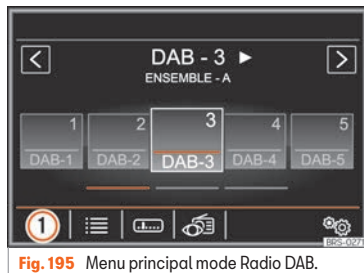 DAB - 3 ►
ENSEMBLE - A
1 2 3 4 5
DAB-1 DAB-2 DAB-3 DAB-4 DAB-5
1
BRS-0271
Fig. 195 Menu principal mode Radio DAB.